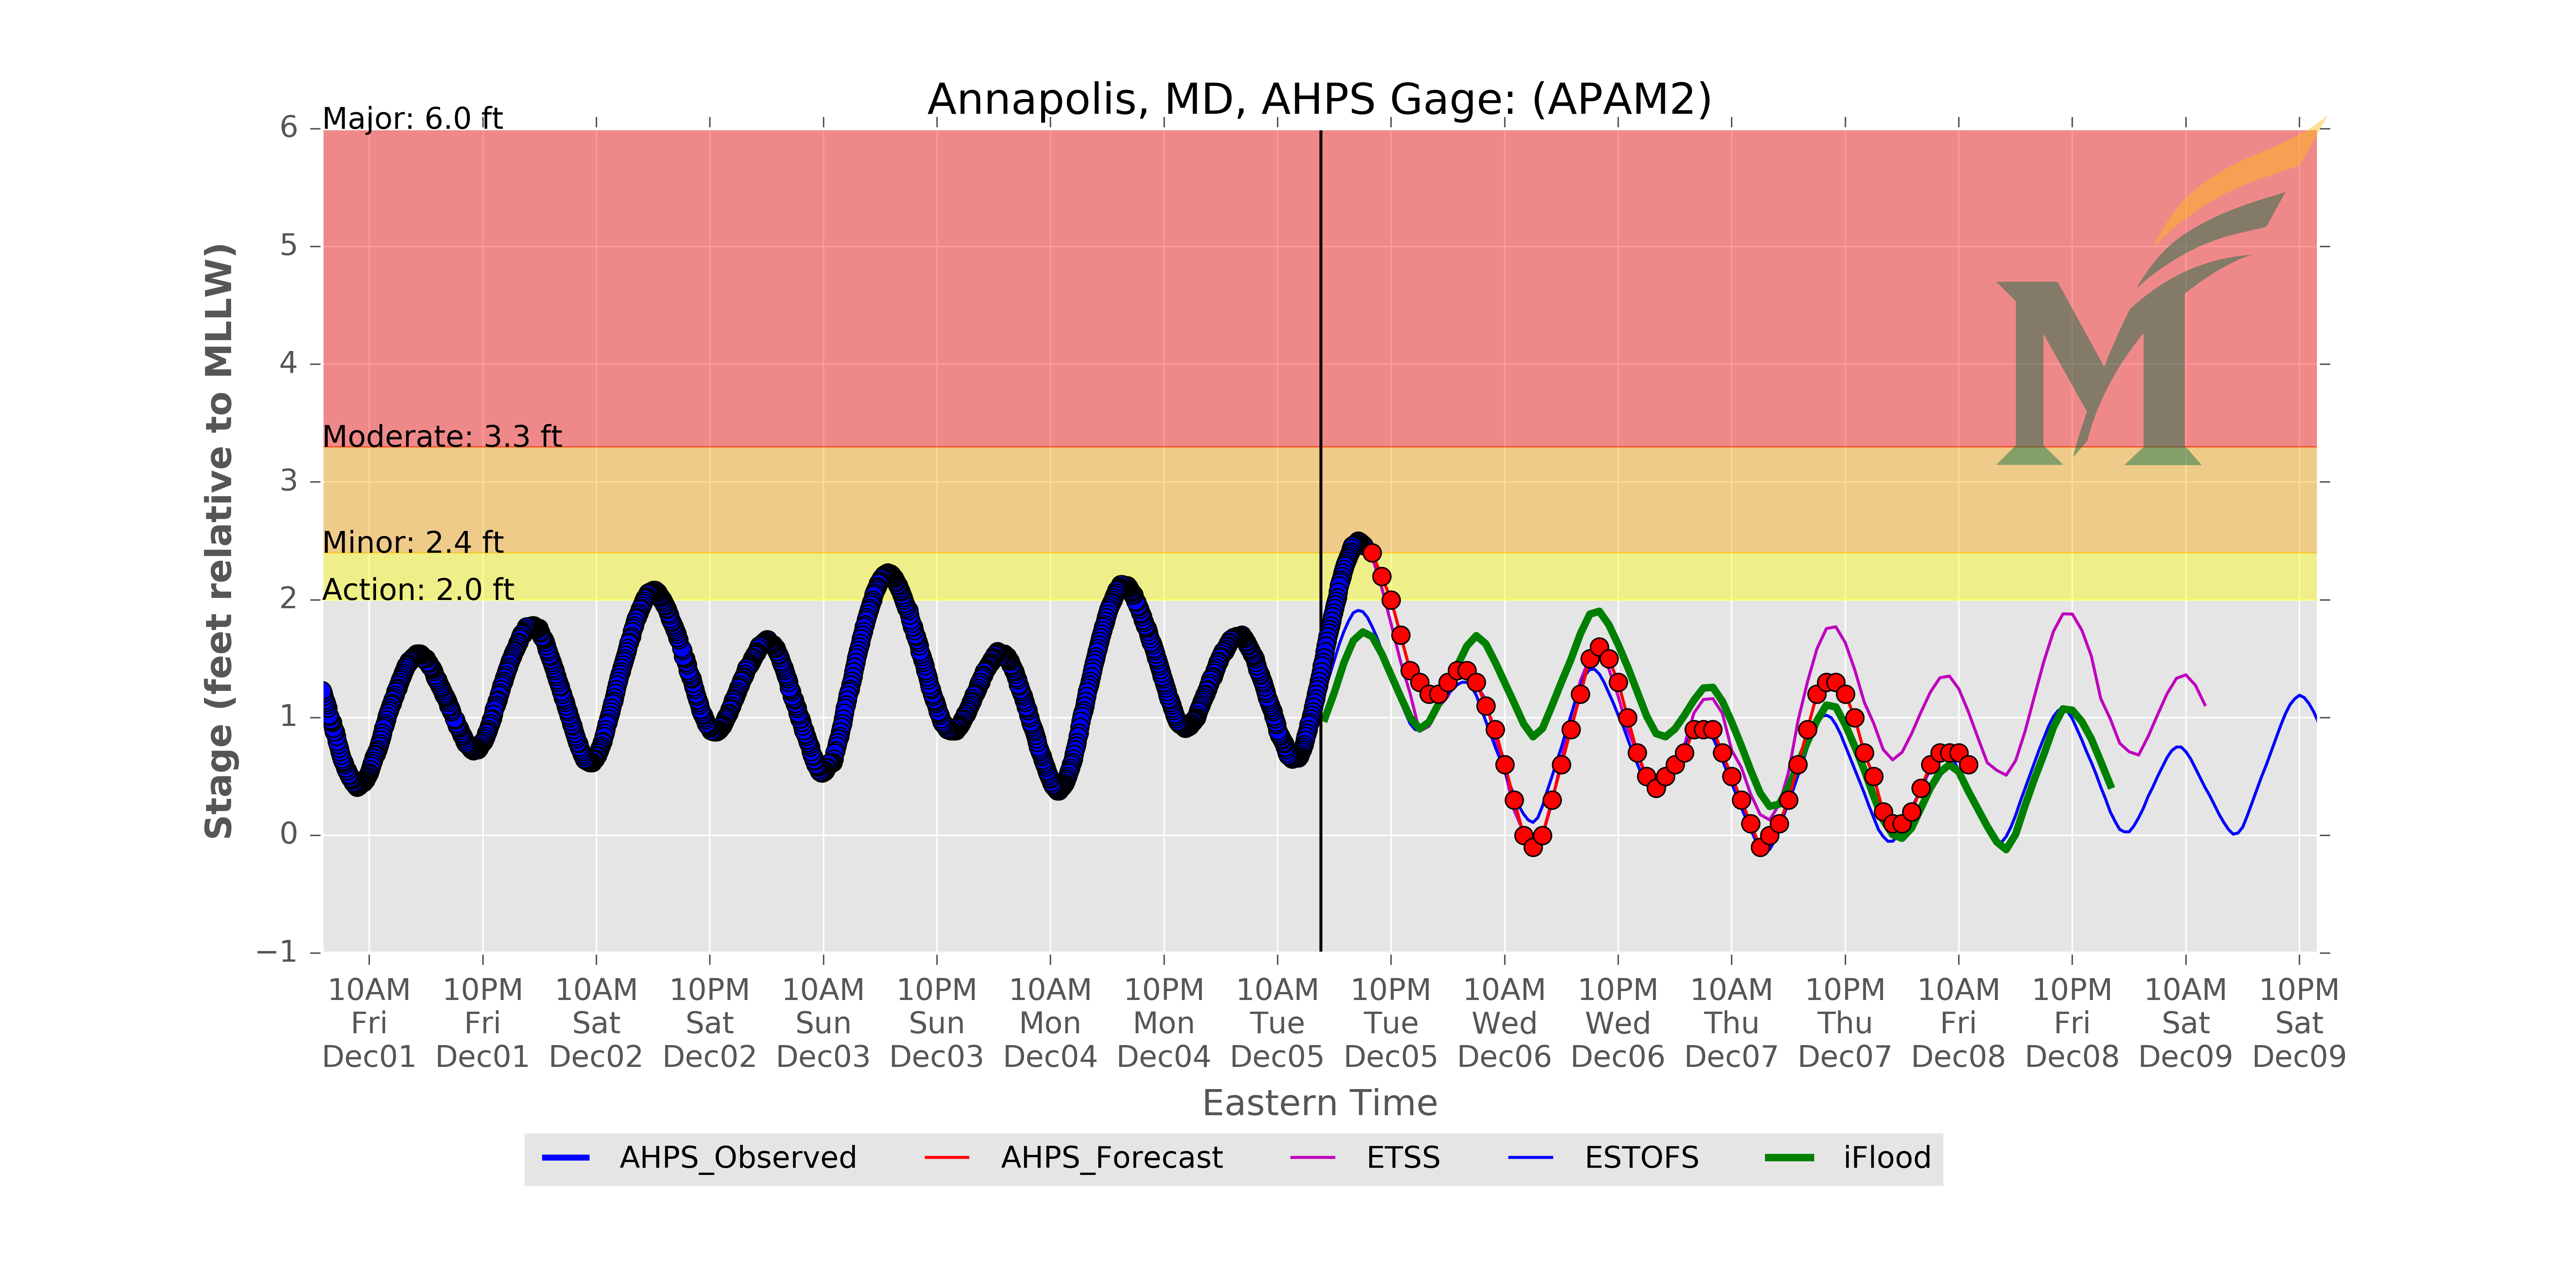 Annapolis, MD, AHPS Gage: (APAM2)
Major: 6.0 ft
Moderate: 3.3 ft
Minor: 2.4 ft
Action: 2.0 ft
6
5
4
3
2
1
0
−1
Stage (feet relative to MLLW)
10AM 10PM 10AM 10PM 10AM 10PM 10AM 10PM 10AM 10PM 10AM 10PM 10AM 10PM 10AM 10PM 10AM 10PM
Fri Fri Sat Sat Sun Sun Mon Mon Tue Tue Wed Wed Thu Thu Fri Fri Sat Sat
Dec01 Dec01 Dec02 Dec02 Dec03 Dec03 Dec04 Dec04 Dec05 Dec05 Dec06 Dec06 Dec07 Dec07 Dec08 Dec08 Dec09 Dec09
Eastern Time
AHPS_Observed AHPS_Forecast ETSS ESTOFS iFlood
M